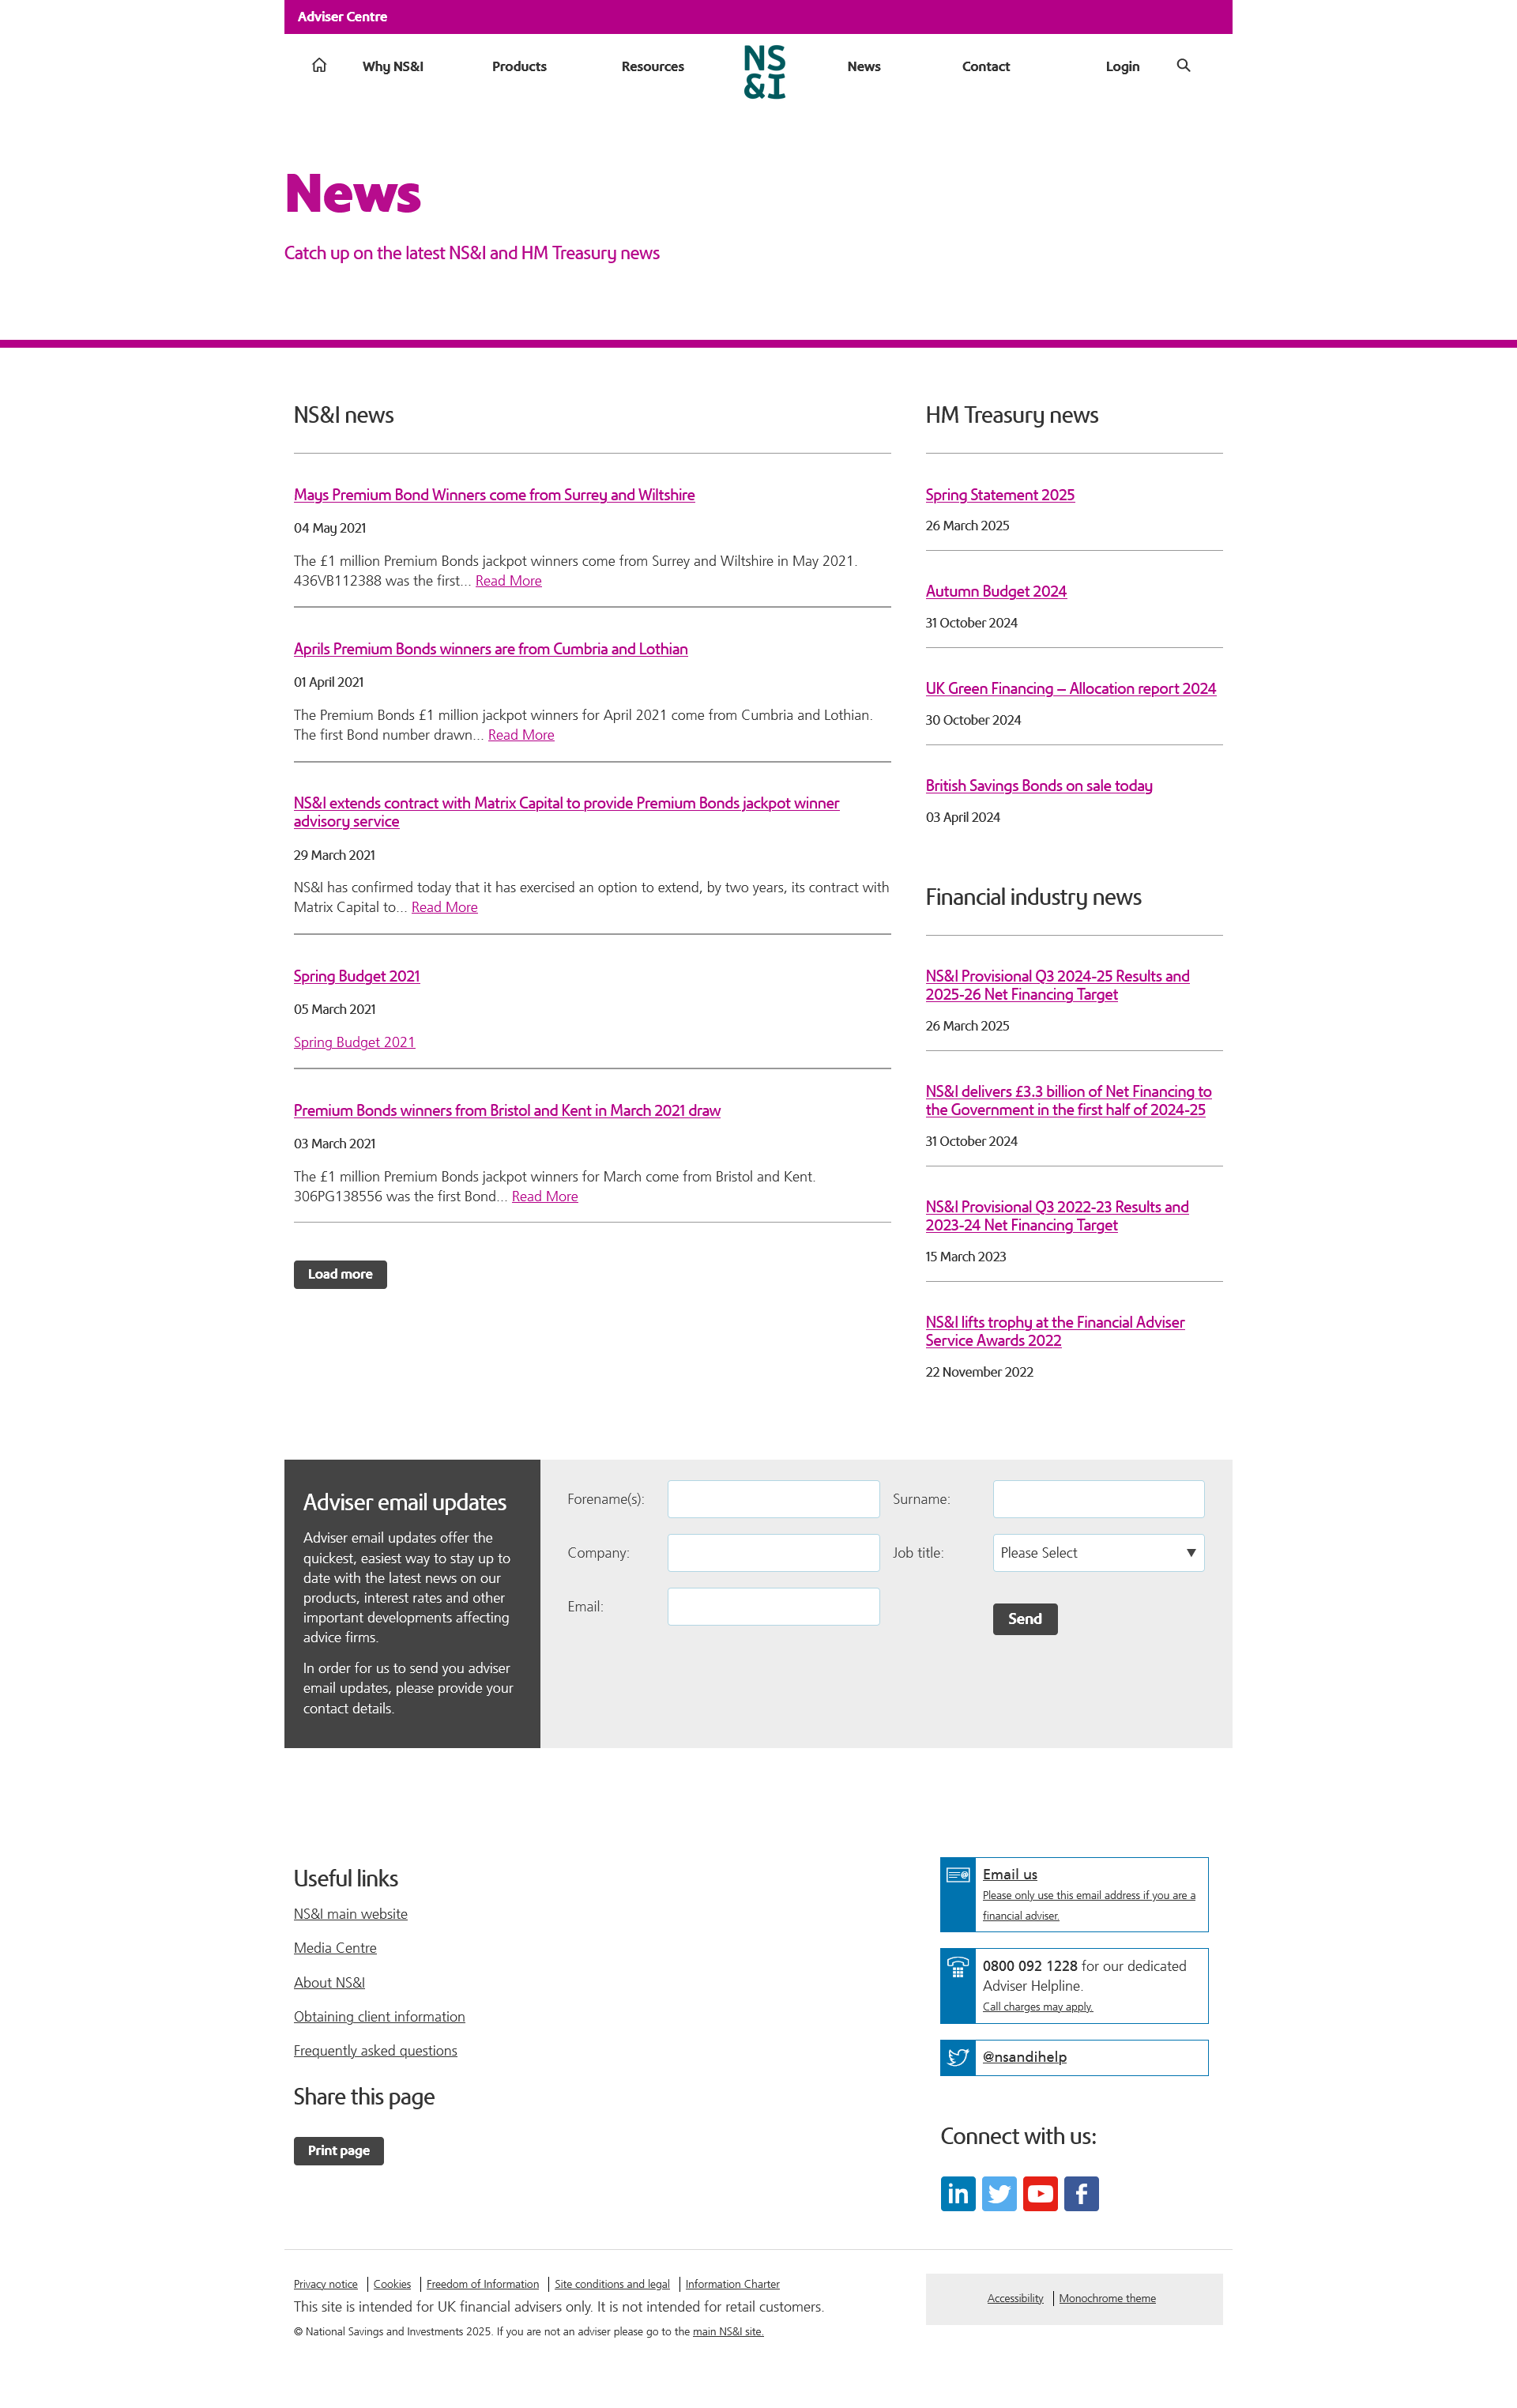 Adviser Centre
Why NS&I
Products
Resources
NS
&I
News
Contact
Login
News
Catch up on the latest NS&I and HM Treasury news
NS&I news
Mays Premium Bond Winners come from Surrey and Wiltshire
04 May 2021
The £1 million Premium Bonds jackpot winners come from Surrey and Wiltshire in May 2021.
436VB112388 was the first... Read More
Aprils Premium Bonds winners are from Cumbria and Lothian
01 April 2021
The Premium Bonds £1 million jackpot winners for April 2021 come from Cumbria and Lothian.
The first Bond number drawn... Read More
NS&I extends contract with Matrix Capital to provide Premium Bonds jackpot winner
advisory service
29 March 2021
NS&I has confirmed today that it has exercised an option to extend, by two years, its contract with
Matrix Capital to... Read More
Spring Budget 2021
05 March 2021
Spring Budget 2021
Premium Bonds winners from Bristol and Kent in March 2021 draw
03 March 2021
The £1 million Premium Bonds jackpot winners for March come from Bristol and Kent.
306PG138556 was the first Bond... Read More
Load more
HM Treasury news
Spring Statement 2025
26 March 2025
Autumn Budget 2024
31 October 2024
UK Green Financing – Allocation report 2024
30 October 2024
British Savings Bonds on sale today
03 April 2024
Financial industry news
NS&I Provisional Q3 2024-25 Results and
2025-26 Net Financing Target
26 March 2025
NS&I delivers £3.3 billion of Net Financing to
the Government in the first half of 2024-25
31 October 2024
NS&I Provisional Q3 2022-23 Results and
2023-24 Net Financing Target
15 March 2023
NS&I lifts trophy at the Financial Adviser
Service Awards 2022
22 November 2022
Adviser email updates
Adviser email updates offer the
quickest, easiest way to stay up to
date with the latest news on our
products, interest rates and other
important developments affecting
advice firms.
In order for us to send you adviser
email updates, please provide your
contact details.
Forename(s):
Surname:
Company:
Job title:
Please Select
Email:
Send
Useful links
NS&I main website
Media Centre
About NS&I
Obtaining client information
Frequently asked questions
Share this page
Print page
Email us
Please only use this email address if you are a
financial adviser.
0800 092 1228 for our dedicated
Adviser Helpline.
Call charges may apply.
@nsandihelp
Connect with us:
Privacy notice
Cookies
Freedom of Information
Site conditions and legal
Information Charter
This site is intended for UK financial advisers only. It is not intended for retail customers.
© National Savings and Investments 2025. If you are not an adviser please go to the main NS&I site.
Accessibility
Monochrome theme